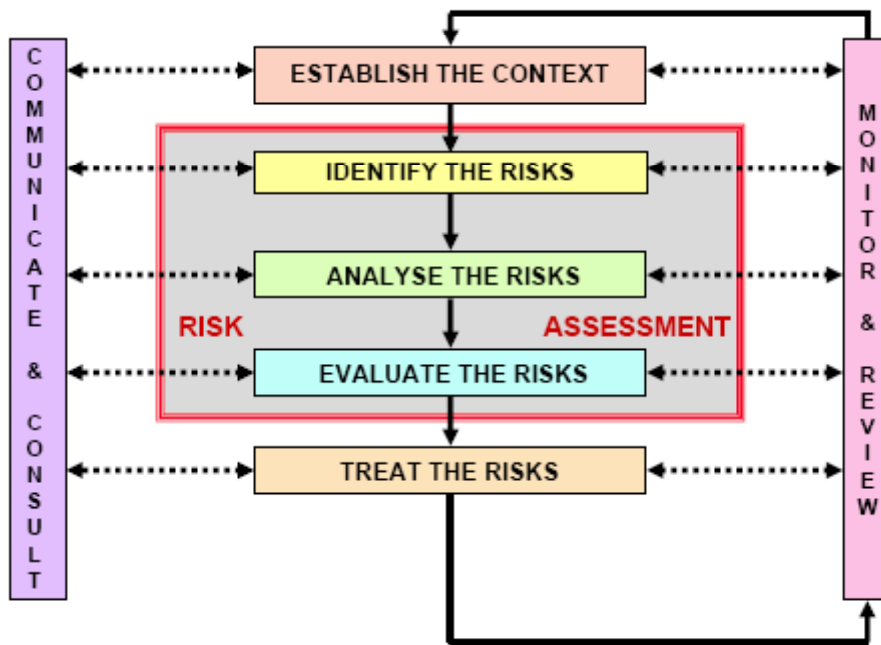 COMMUNICATE & CONSULT
ESTABLISH THE CONTEXT
IDENTIFY THE RISKS
ANALYSE THE RISKS
RISK ASSESSMENT
EVALUATE THE RISKS
TREAT THE RISKS
MONITOR & REVIEW